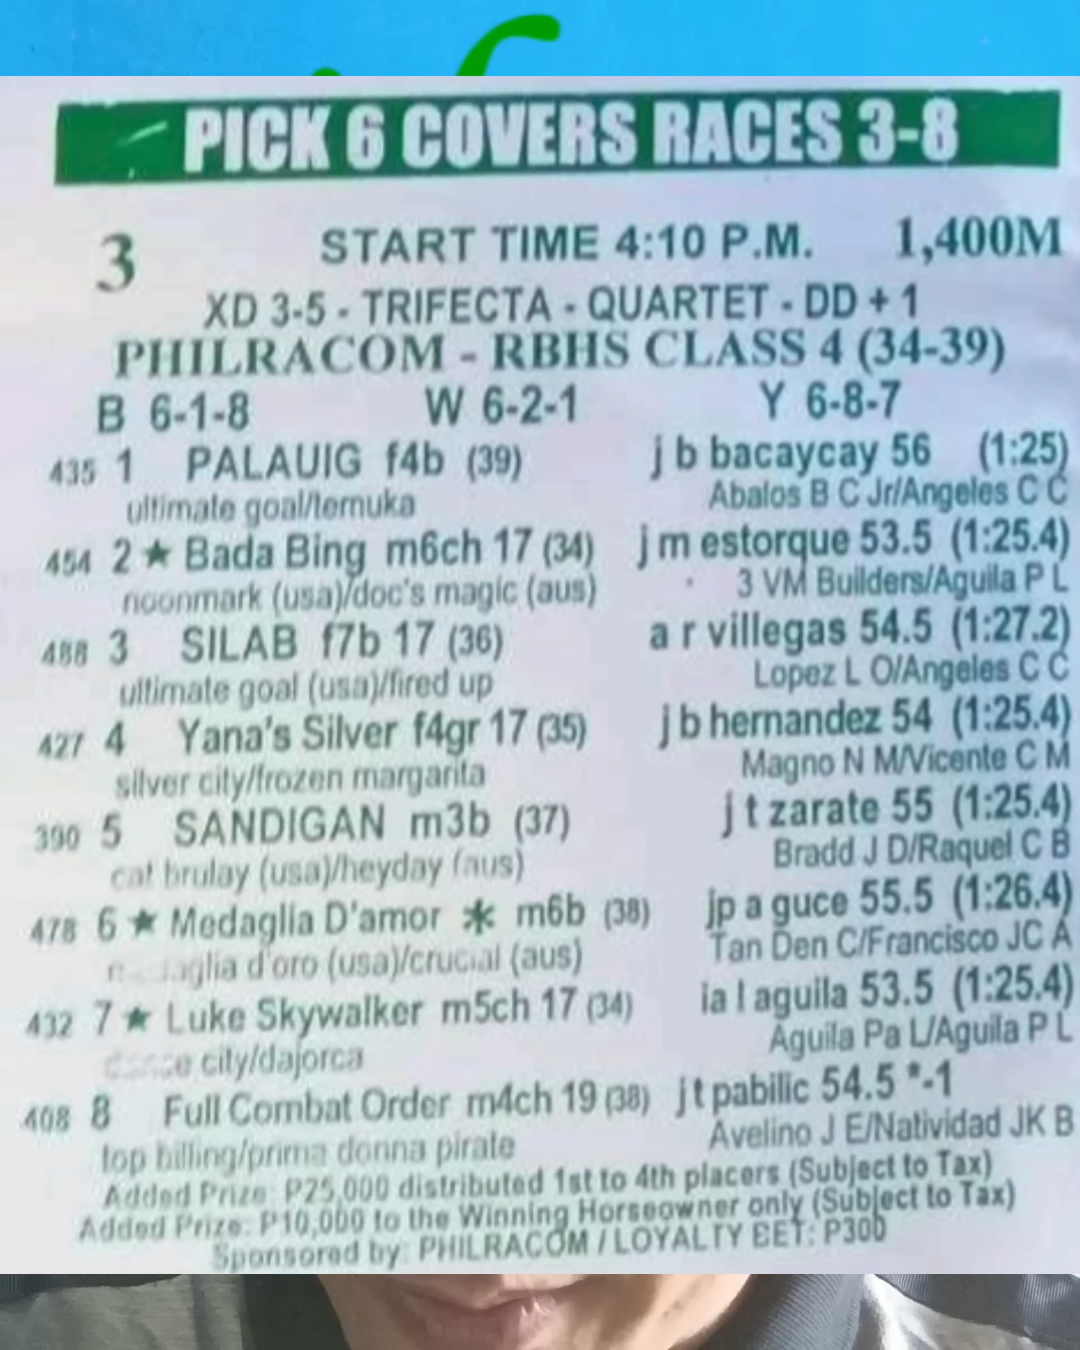 PICK 6 COVERS RACES 3-8
3 START TIME 4:10 P.M. 1,400M
XD 3-5 - TRIFECTA - QUARTET - DD + 1
PHILRACOM - RBHS CLASS 4 (34-39)
B 6-1-8 W 6-2-1 Y 6-8-7
435 1 PALAUIG f4b (39) j b bacaycay 56 (1:25)
ultimate goal/temuka Abalos B C Jr/Angeles C C
454 2 ★ Bada Bing m6ch 17 (34) j m estorque 53.5 (1:25.4)
noonmark (usa)/doc's magic (aus) 3 VM Builders/Aguila P L
488 3 SILAB f7b 17 (36) a r villegas 54.5 (1:27.2)
ultimate goal (usa)/fired up Lopez L O/Angeles C C
427 4 Yana's Silver f4gr 17 (35) j b hernandez 54 (1:25.4)
silver city/frozen margarita Magno N M/Vicente C M
390 5 SANDIGAN m3b (37) j t zarate 55 (1:25.4)
cat brulay (usa)/heyday (aus) Bradd J D/Raquel C B
478 6 ★ Medaglia D'amor * m6b (38) jp a guce 55.5 (1:26.4)
d'oro (usa)/crucial (aus) Tan Den C/Francisco JC A
432 7 ★ Luke Skywalker m5ch 17 (34) ia l aguila 53.5 (1:25.4)
city/dajorca Aguila Pa L/Aguila P L
408 8 Full Combat Order m4ch 19 (38) j t pabilic 54.5 *-1
top billing/prima donna pirate Avelino J E/Natividad JK B
Added Prize: P25,000 distributed 1st to 4th placers (Subject to Tax)
Added Prize: P10,000 to the Winning Horseowner only (Subject to Tax)
Sponsored by: PHILRACOM / LOYALTY BET: P300